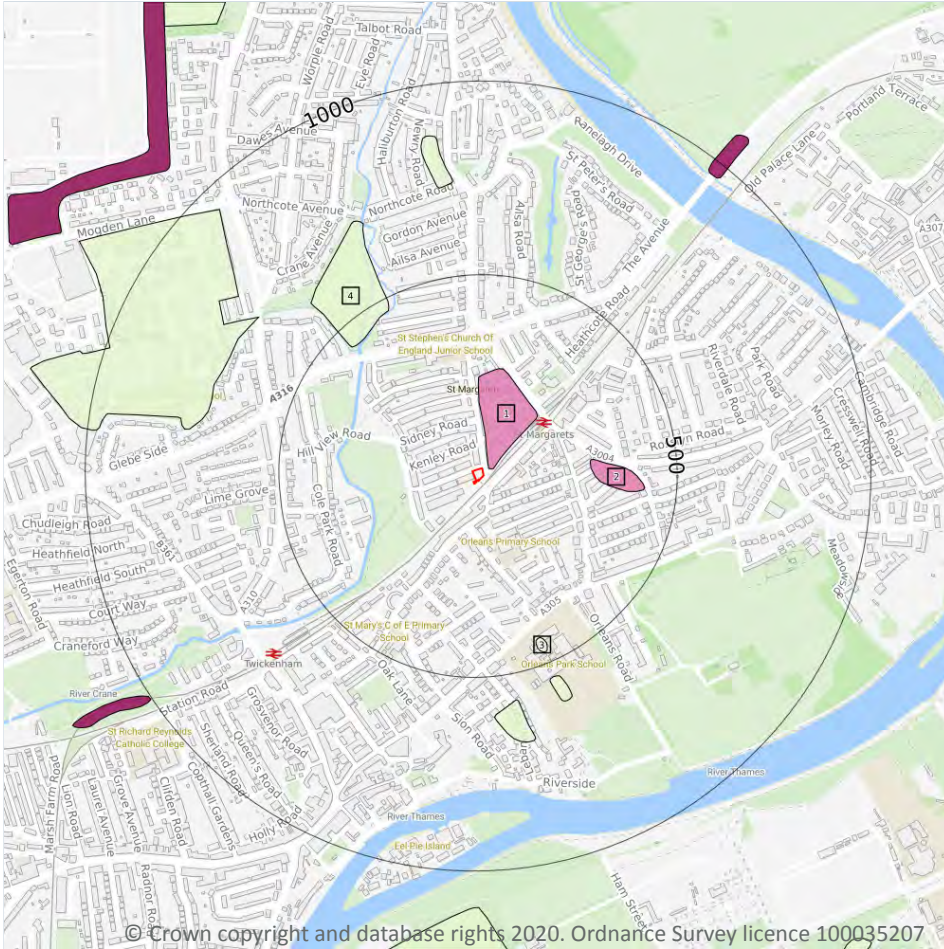 Talbot Road
Worple Road
Eve Road
1000
Haliburton Road
Newry Road
Dawes Avenue
Ranelagh Drive
Portland Terrace
Old Palace Lane
St Peter's Road
Northcote Road
Northcote Avenue
Mogden Lane
Gordon Avenue
Ailsa Road
St George's Road
The Avenue
A307
Crane Avenue
Ailsa Avenue
4
Heathcote Road
St Stephen's Church Of
England Junior School
Riverdale Road
Park Road
Cambridge Road
Cresswell Road
Morley Road
A316
St Marg
1
Sidney Road
Margarets
Hill View Road
Kenley Road
A3004
500
Glebe Side
2
Lime Grove
Cole Park Road
Chudleigh Road
B361
Orleans Primary School
Heathfield North
Meadowside
Egerton Road
Heathfield South
A310
Court Way
A305
Craneford Way
St Mary's C of E Primary
School
Orleans Road
3
Twickenham
Oak Lane
Orleans Park School
River Crane
Station Road
Grosvenor Road
Sion Road
St Richard Reynolds
Catholic College
Sherland Road
Queen's Road
Leben
River Thames
Riverside
Marsh Farm Road
Lion Road
Laurel Avenue
Grove Avenue
Clifden Road
Copthall Gardens
Holly Road
River Thames
Eel Pie Island
Radnor Road
Ham Street
© Crown copyright and database rights 2020. Ordnance Survey licence 100035207